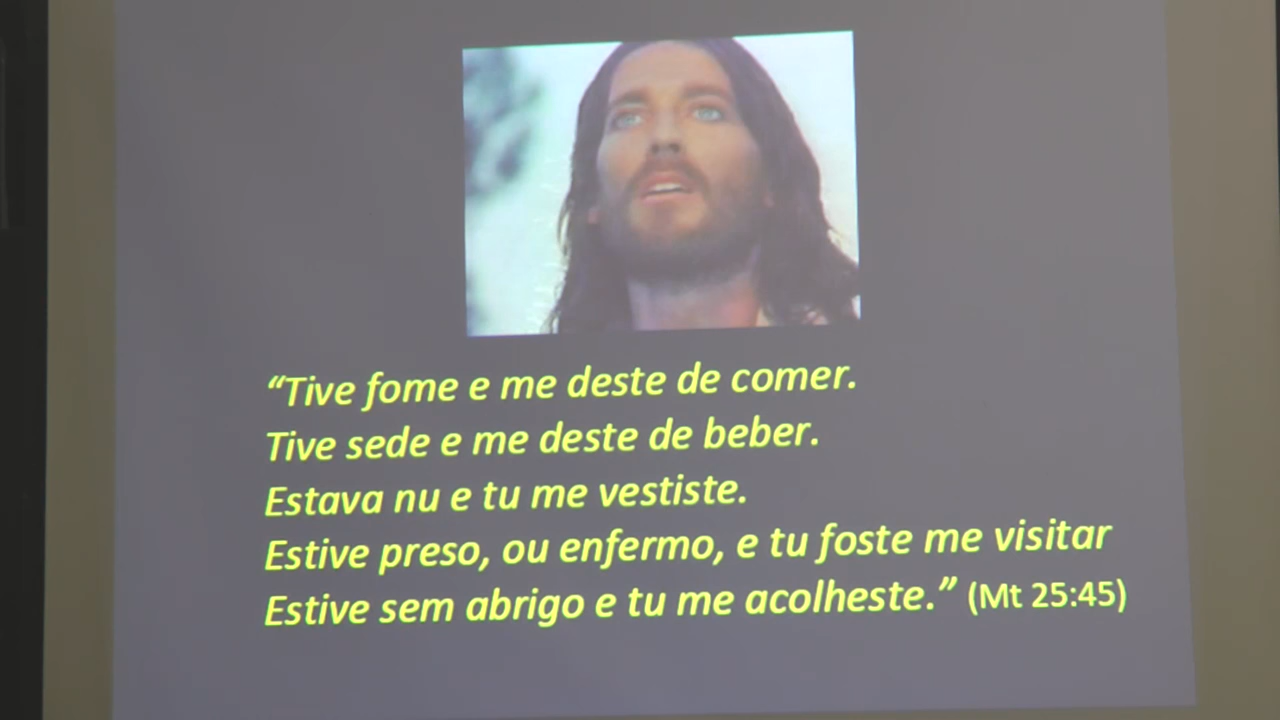 “Tive fome e me deste de comer.
Tive sede e me deste de beber.
Estava nu e tu me vestiste.
Estive preso, ou enfermo, e tu foste me visitar
Estive sem abrigo e tu me acolheste.” (Mt 25:45)